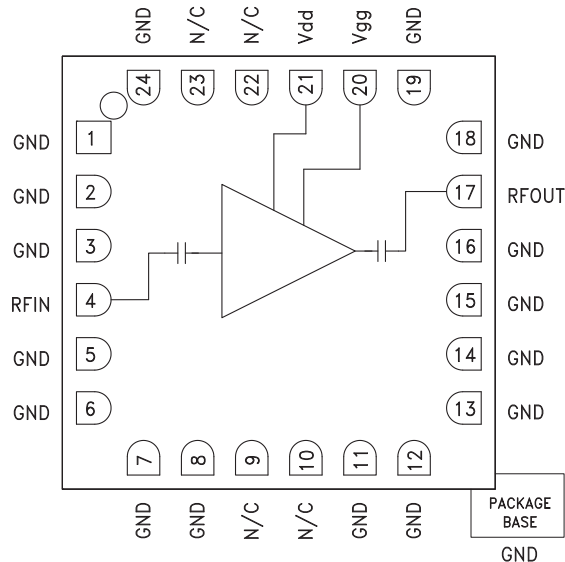 GND N/C N/C Vdd Vgg GND
24 23 22 21 20 19
GND 1 18 GND
GND 2 17 RFOUT
GND 3 16 GND
RFIN 4 15 GND
GND 5 14 GND
GND 6 13 GND
7 8 9 10 11 12
GND GND N/C N/C GND GND
PACKAGE
BASE
GND